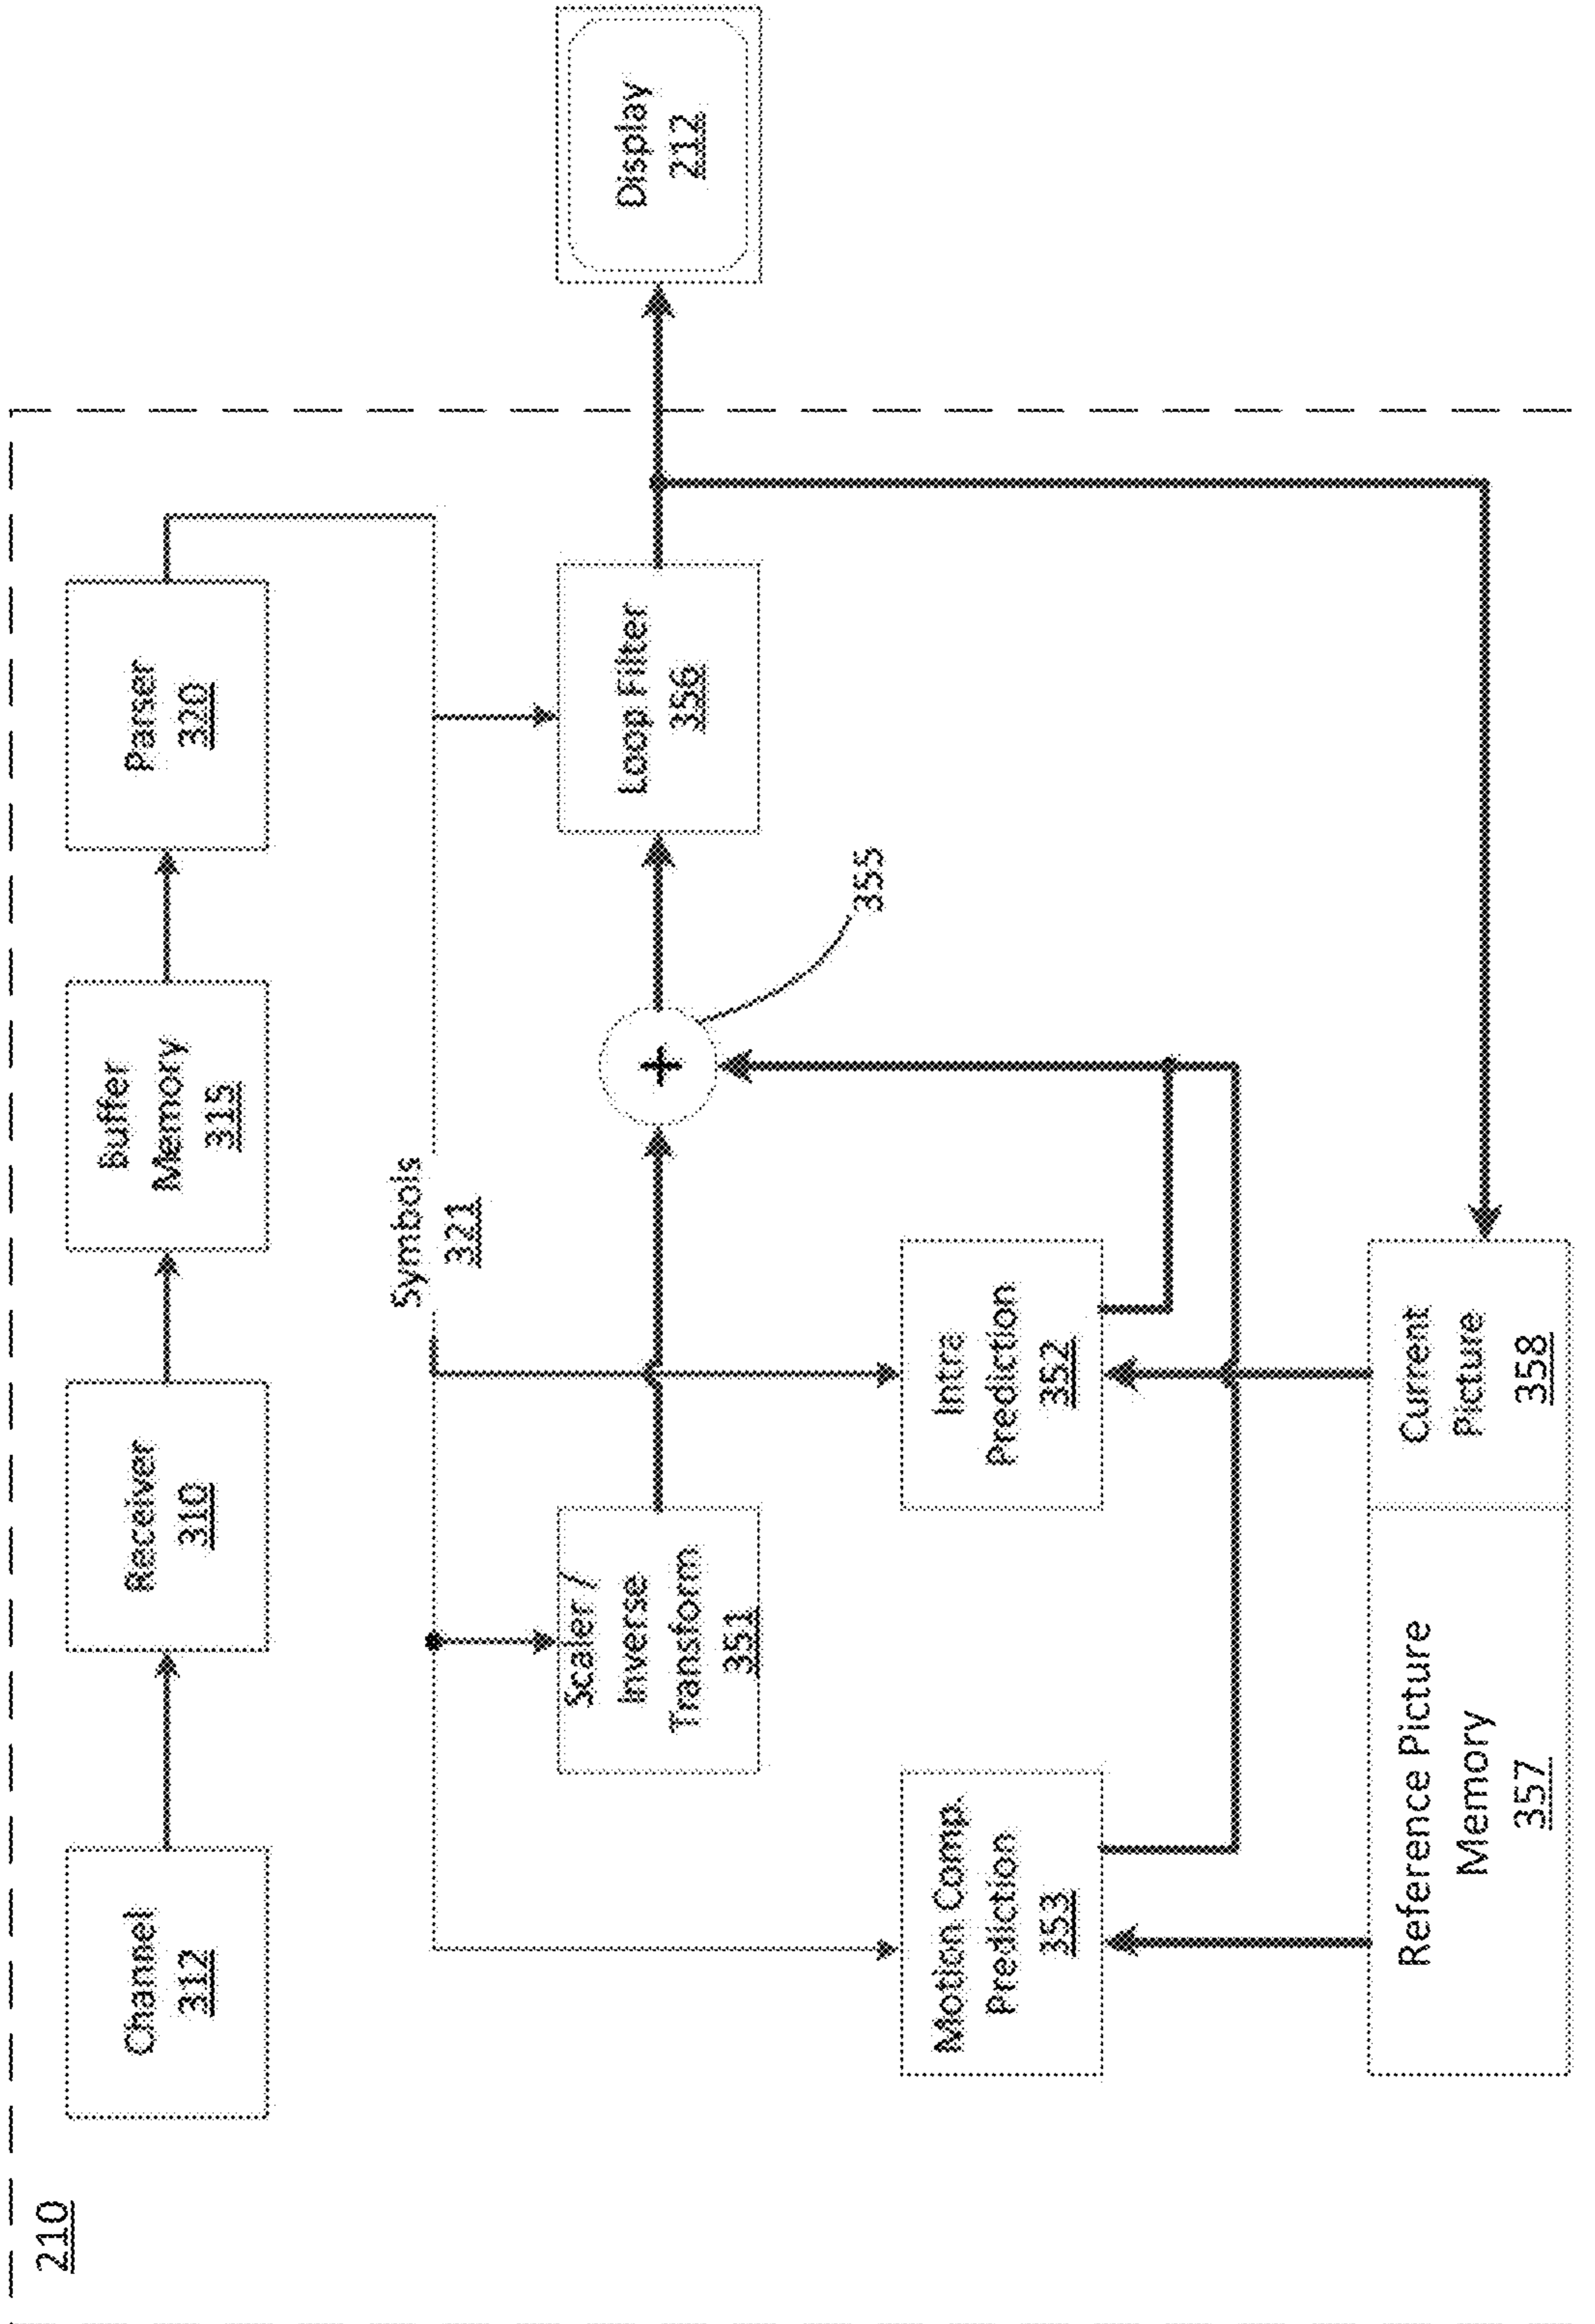 210
Channel
312
Receiver
310
Buffer
Memory
315
Parser
320
Symbols
321
Scaler /
Inverse
Transform
351
+
355
Loop Filter
356
Display
212
Motion Comp.
Prediction
353
Intra
Prediction
352
Reference Picture
Memory
357
Current
Picture
358